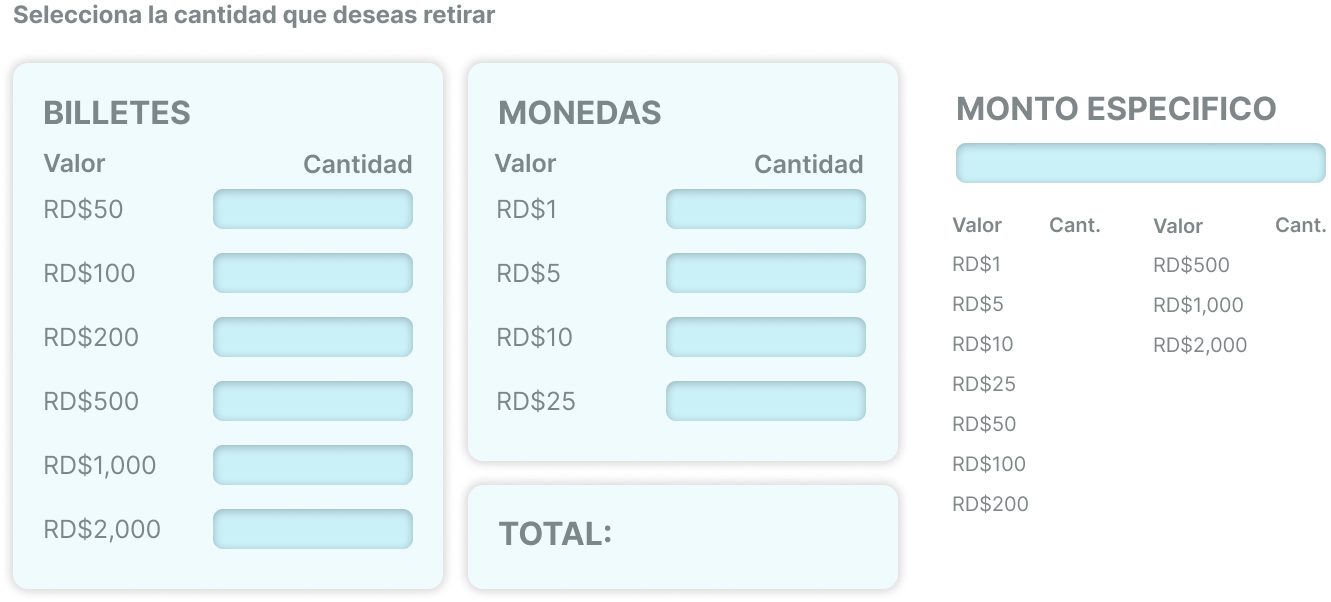 Selecciona la cantidad que deseas retirar
BILLETES
Valor Cantidad
RD$50
RD$100
RD$200
RD$500
RD$1,000
RD$2,000
MONEDAS
Valor Cantidad
RD$1
RD$5
RD$10
RD$25
TOTAL:
MONTO ESPECIFICO
Valor Cant. Valor Cant.
RD$1 RD$500
RD$5 RD$1,000
RD$10 RD$2,000
RD$25
RD$50
RD$100
RD$200